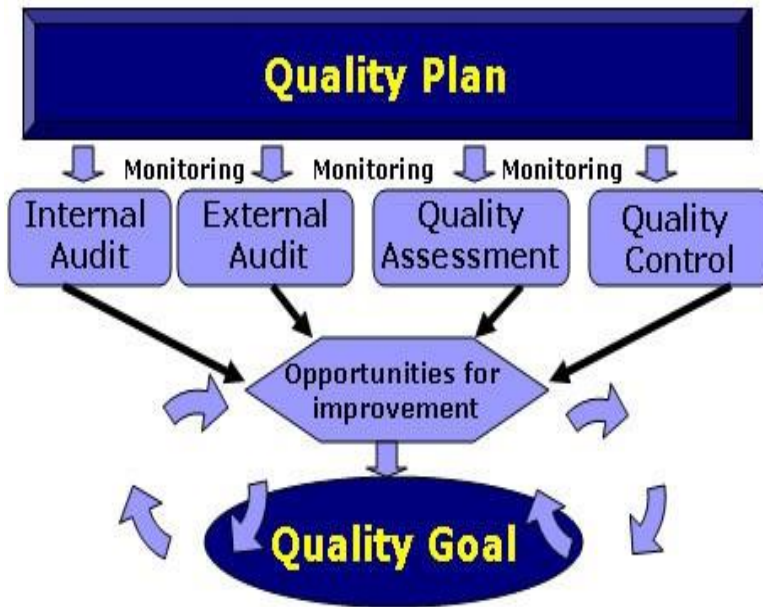 Quality Plan
Monitoring Monitoring Monitoring
Internal
Audit
External
Audit
Quality
Assessment
Quality
Control
Opportunities for
improvement
Quality Goal